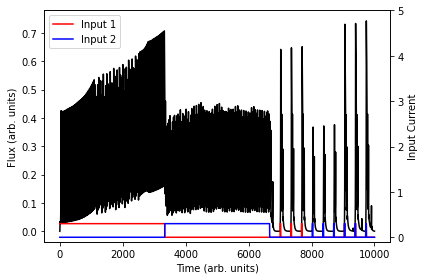 Input 1
Input 2
Flux (arb. units)
0.7
0.6
0.5
0.4
0.3
0.2
0.1
0.0
5
4
3
2
1
0
Input Current
0 2000 4000 6000 8000 10000
Time (arb. units)